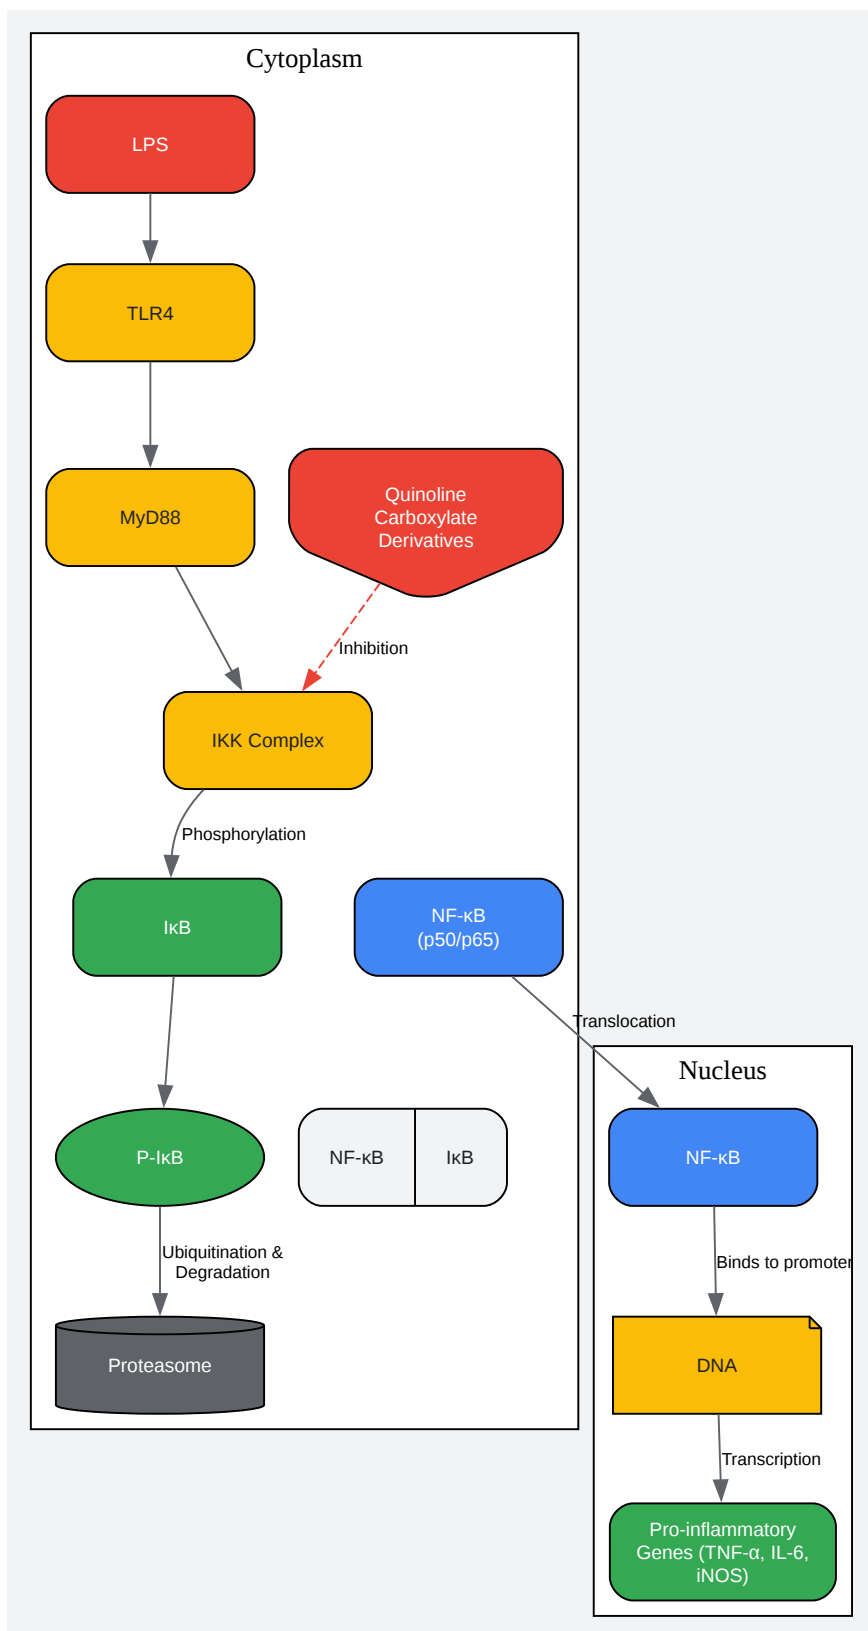 Cytoplasm
LPS
TLR4
MyD88
Quinoline
Carboxylate
Derivatives
Inhibition
IKK Complex
Phosphorylation
IκB
NF-κB
(p50/p65)
Translocation
Nucleus
P-IκB
NF-κB
IκB
NF-κB
Ubiquitination &
Degradation
Binds to promoter
Proteasome
DNA
Transcription
Pro-inflammatory
Genes (TNF-α, IL-6,
iNOS)